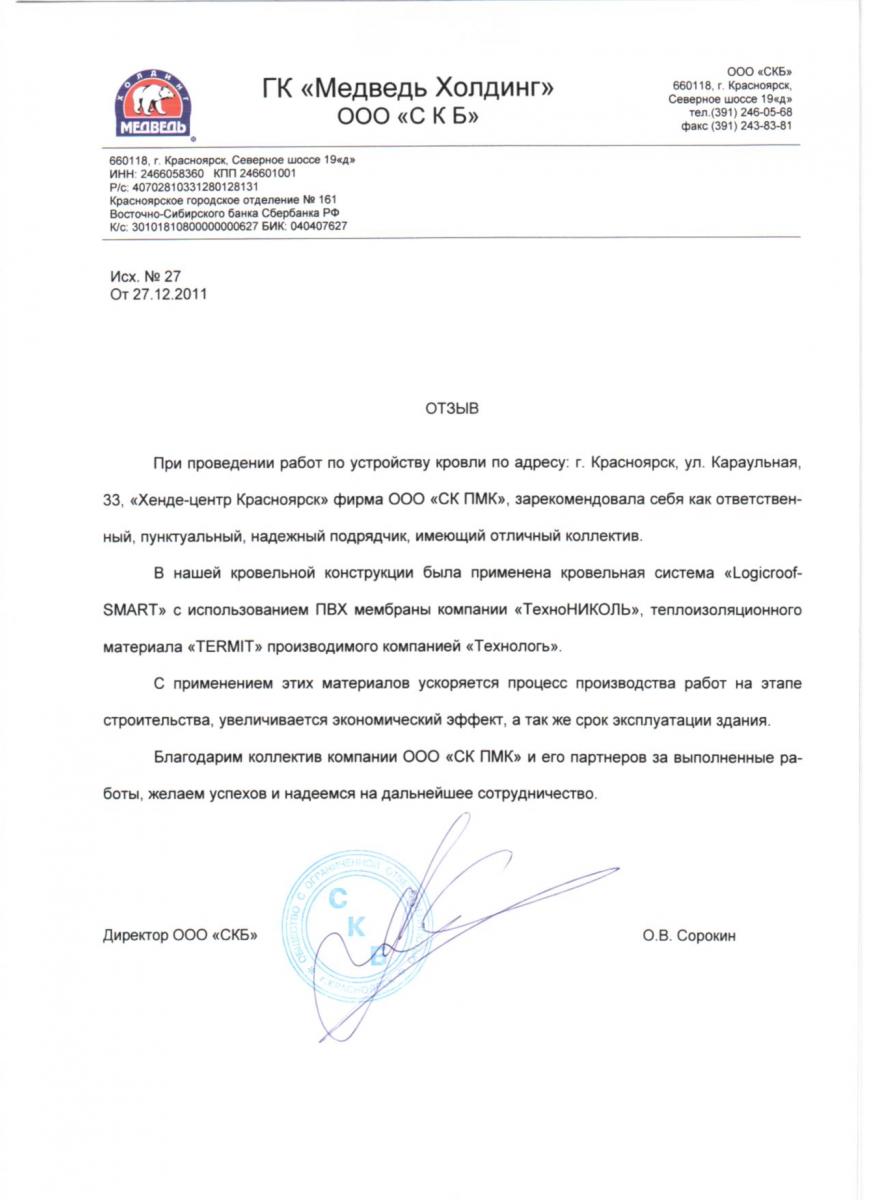 ХОЛДИНГ
МЕДВЕДЬ
®
ГК «Медведь Холдинг»
ООО «С К Б»
ООО «СКБ»
660118, г. Красноярск,
Северное шоссе 19«д»
тел.(391) 246-05-68
факс (391) 243-83-81
660118, г. Красноярск, Северное шоссе 19«д»
ИНН: 2466058360 КПП 246601001
Р/с: 40702810331280128131
Красноярское городское отделение № 161
Восточно-Сибирского банка Сбербанка РФ
К/с: 30101810800000000627 БИК: 040407627
Исх. № 27
От 27.12.2011
ОТЗЫВ
При проведении работ по устройству кровли по адресу: г. Красноярск, ул. Караульная,
33, «Хенде-центр Красноярск» фирма ООО «СК ПМК», зарекомендовала себя как ответствен-
ный, пунктуальный, надежный подрядчик, имеющий отличный коллектив.
В нашей кровельной конструкции была применена кровельная система «Logicroof-
SMART» с использованием ПВХ мембраны компании «ТехноНИКОЛЬ», теплоизоляционного
материала «TERMIT» производимого компанией «Технологь».
С применением этих материалов ускоряется процесс производства работ на этапе
строительства, увеличивается экономический эффект, а так же срок эксплуатации здания.
Благодарим коллектив компании ООО «СК ПМК» и его партнеров за выполненные ра-
боты, желаем успехов и надеемся на дальнейшее сотрудничество.
ОБЩЕСТВО С ОГРАНИЧЕННОЙ
С
К
Б
Директор ООО «СКБ»
О.В. Сорокин